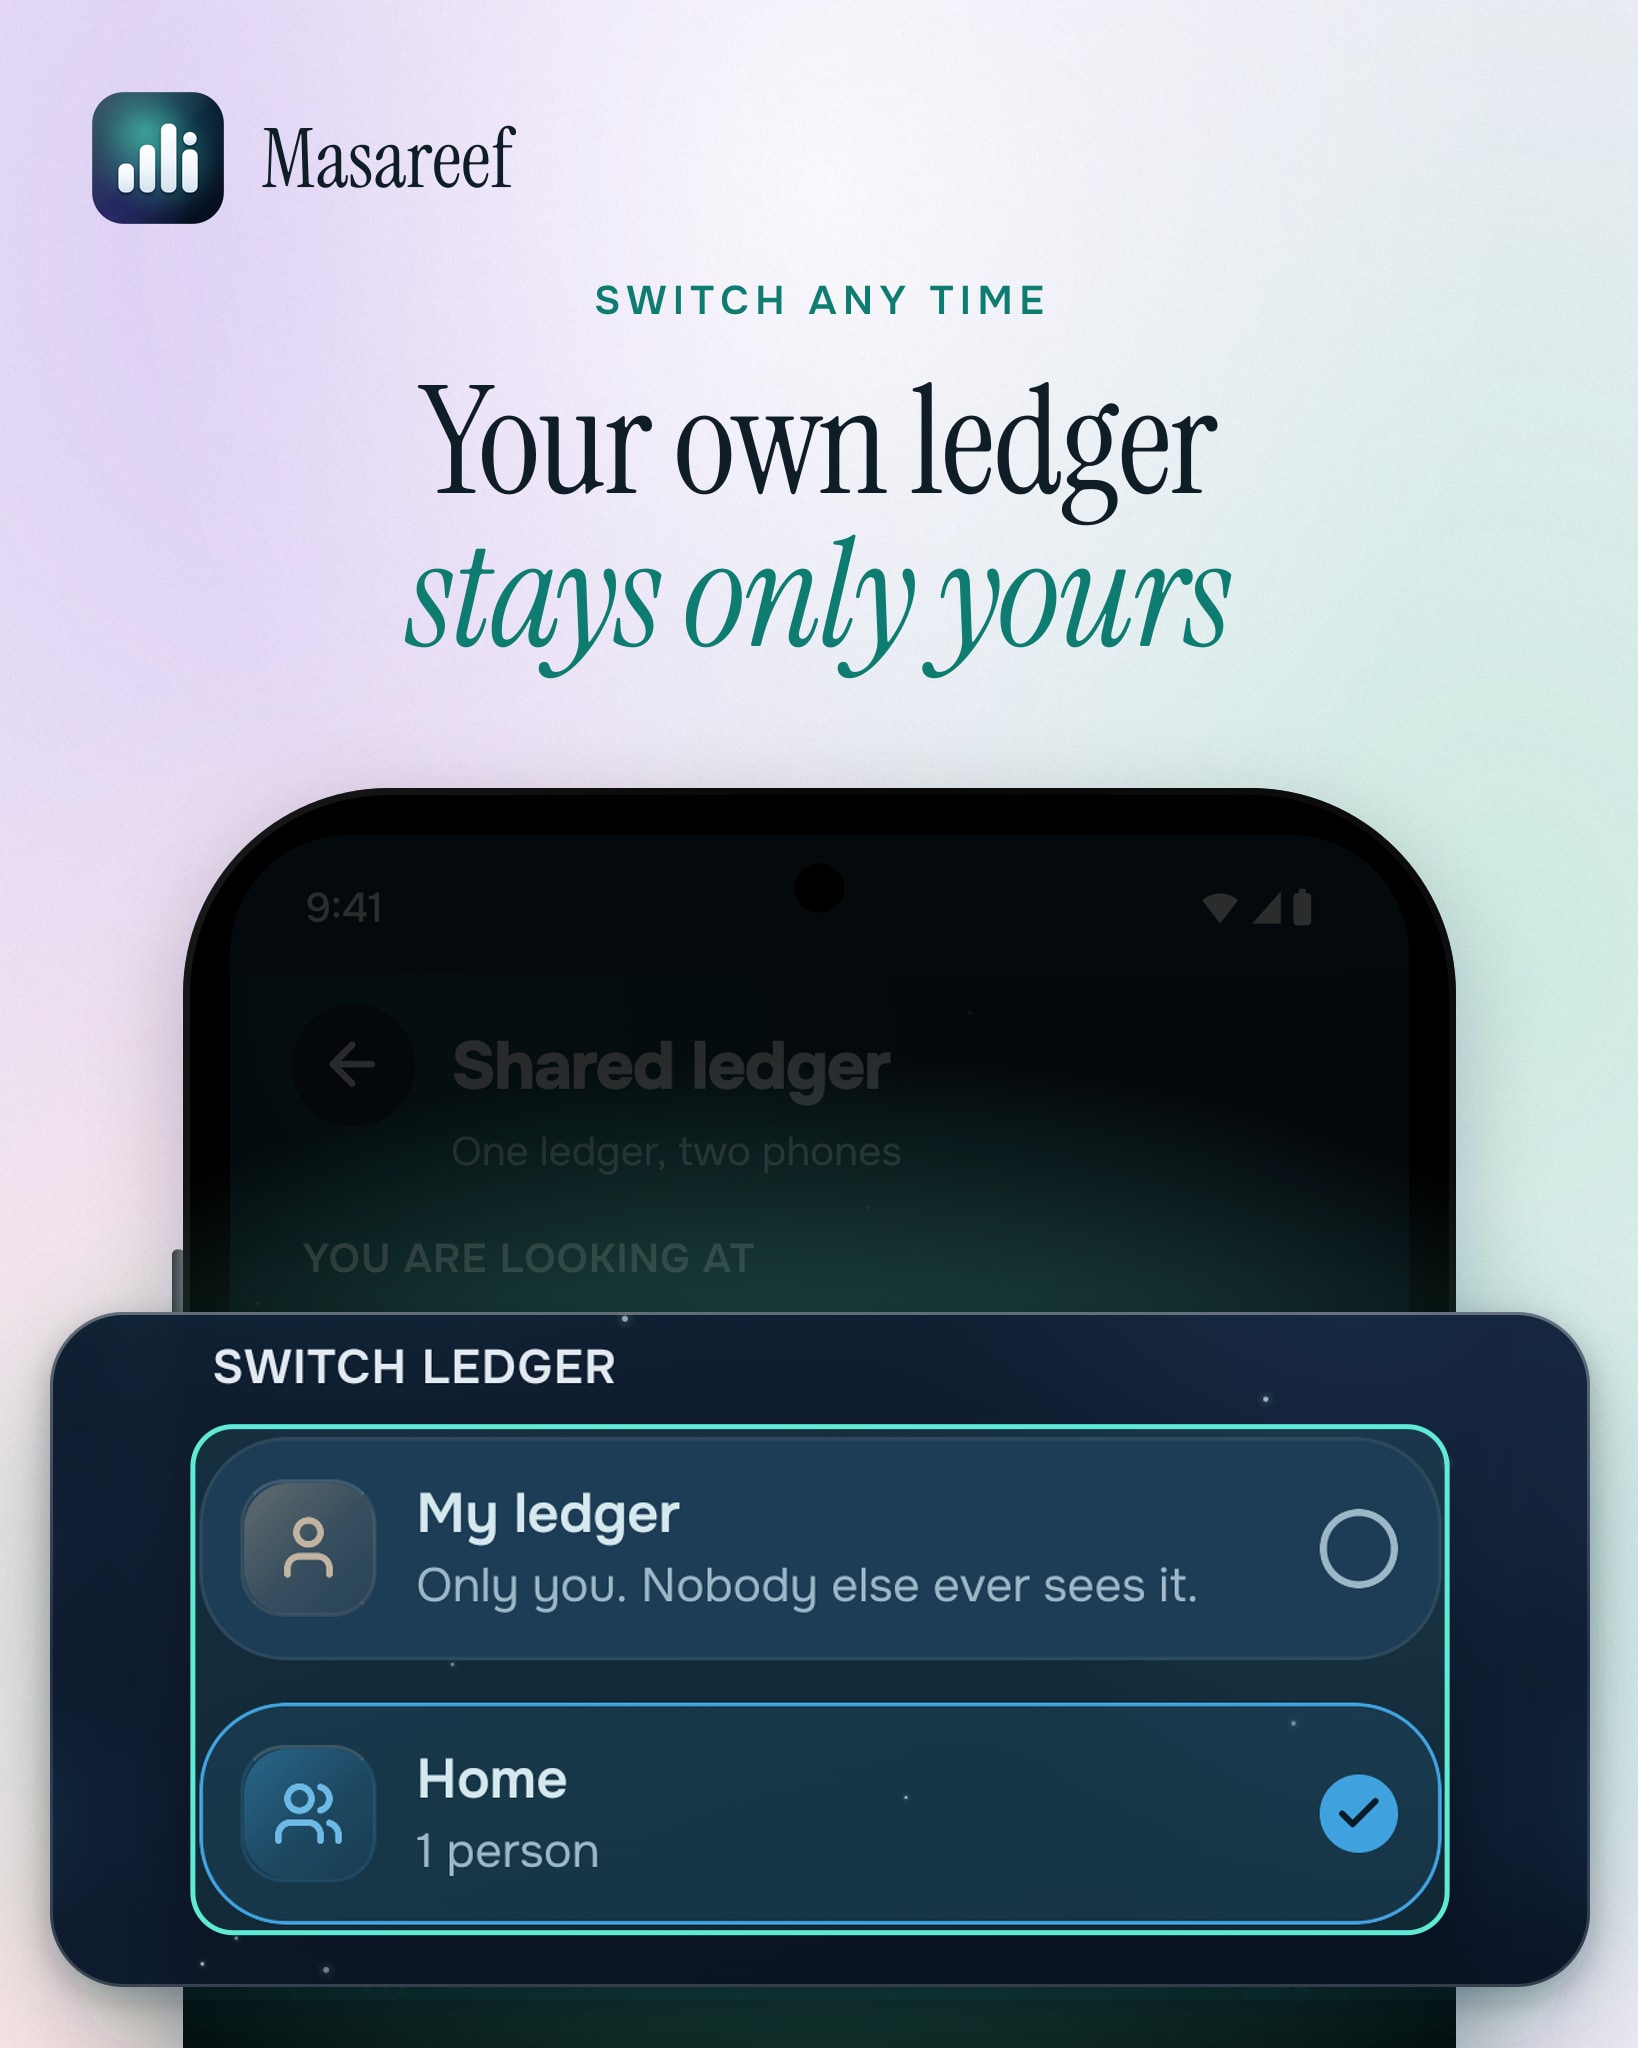 Masareef
SWITCH ANY TIME
Your own ledger
stays only yours
9:41
Shared ledger
One ledger, two phones
YOU ARE LOOKING AT
SWITCH LEDGER
My ledger
Only you. Nobody else ever sees it.
Home
1 person